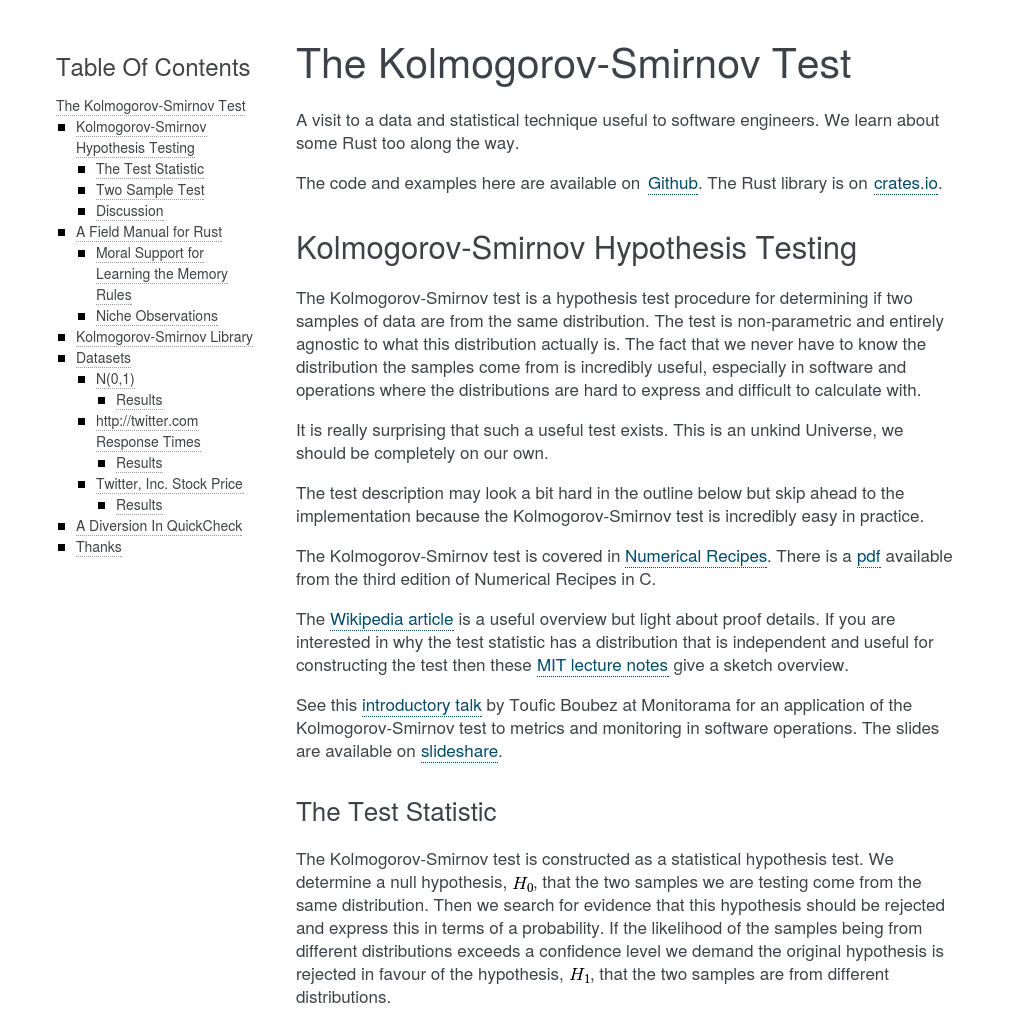 Table Of Contents
The Kolmogorov-Smirnov Test
Kolmogorov-Smirnov
Hypothesis Testing
The Test Statistic
Two Sample Test
Discussion
A Field Manual for Rust
Moral Support for
Learning the Memory
Rules
Niche Observations
Kolmogorov-Smirnov Library
Datasets
N(0,1)
Results
http://twitter.com
Response Times
Results
Twitter, Inc. Stock Price
Results
A Diversion In QuickCheck
Thanks
The Kolmogorov-Smirnov Test
A visit to a data and statistical technique useful to software engineers. We learn about
some Rust too along the way.
The code and examples here are available on Github. The Rust library is on crates.io.
Kolmogorov-Smirnov Hypothesis Testing
The Kolmogorov-Smirnov test is a hypothesis test procedure for determining if two
samples of data are from the same distribution. The test is non-parametric and entirely
agnostic to what this distribution actually is. The fact that we never have to know the
distribution the samples come from is incredibly useful, especially in software and
operations where the distributions are hard to express and difficult to calculate with.
It is really surprising that such a useful test exists. This is an unkind Universe, we
should be completely on our own.
The test description may look a bit hard in the outline below but skip ahead to the
implementation because the Kolmogorov-Smirnov test is incredibly easy in practice.
The Kolmogorov-Smirnov test is covered in Numerical Recipes. There is a pdf available
from the third edition of Numerical Recipes in C.
The Wikipedia article is a useful overview but light about proof details. If you are
interested in why the test statistic has a distribution that is independent and useful for
constructing the test then these MIT lecture notes give a sketch overview.
See this introductory talk by Toufic Boubez at Monitorama for an application of the
Kolmogorov-Smirnov test to metrics and monitoring in software operations. The slides
are available on slideshare.
The Test Statistic
The Kolmogorov-Smirnov test is constructed as a statistical hypothesis test. We
determine a null hypothesis, H₀, that the two samples we are testing come from the
same distribution. Then we search for evidence that this hypothesis should be rejected
and express this in terms of a probability. If the likelihood of the samples being from
different distributions exceeds a confidence level we demand the original hypothesis is
rejected in favour of the hypothesis, H₁, that the two samples are from different
distributions.